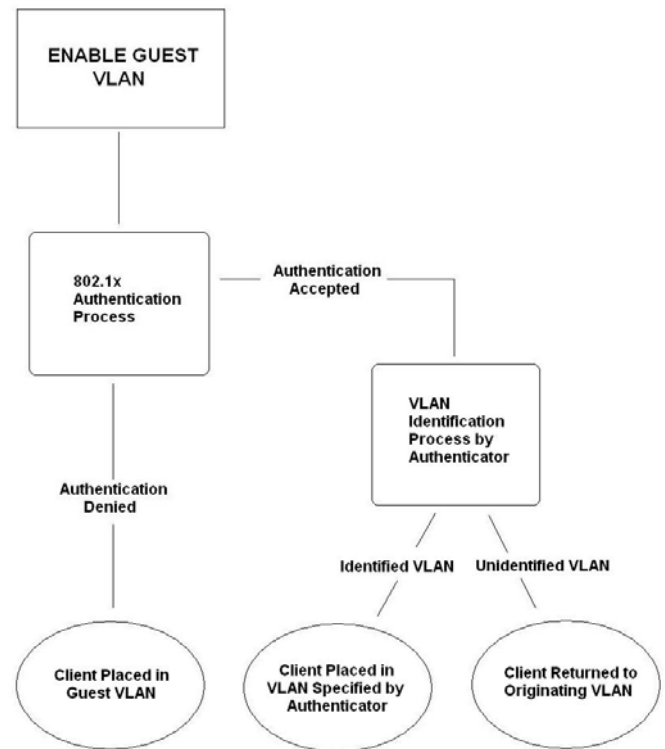 ENABLE GUEST
VLAN
802.1x
Authentication
Process
Authentication
Accepted
VLAN
Identification
Process by
Authenticator
Authentication
Denied
Identified VLAN
Unidentified VLAN
Client Placed in
Guest VLAN
Client Placed in
VLAN Specified by
Authenticator
Client Returned to
Originating VLAN